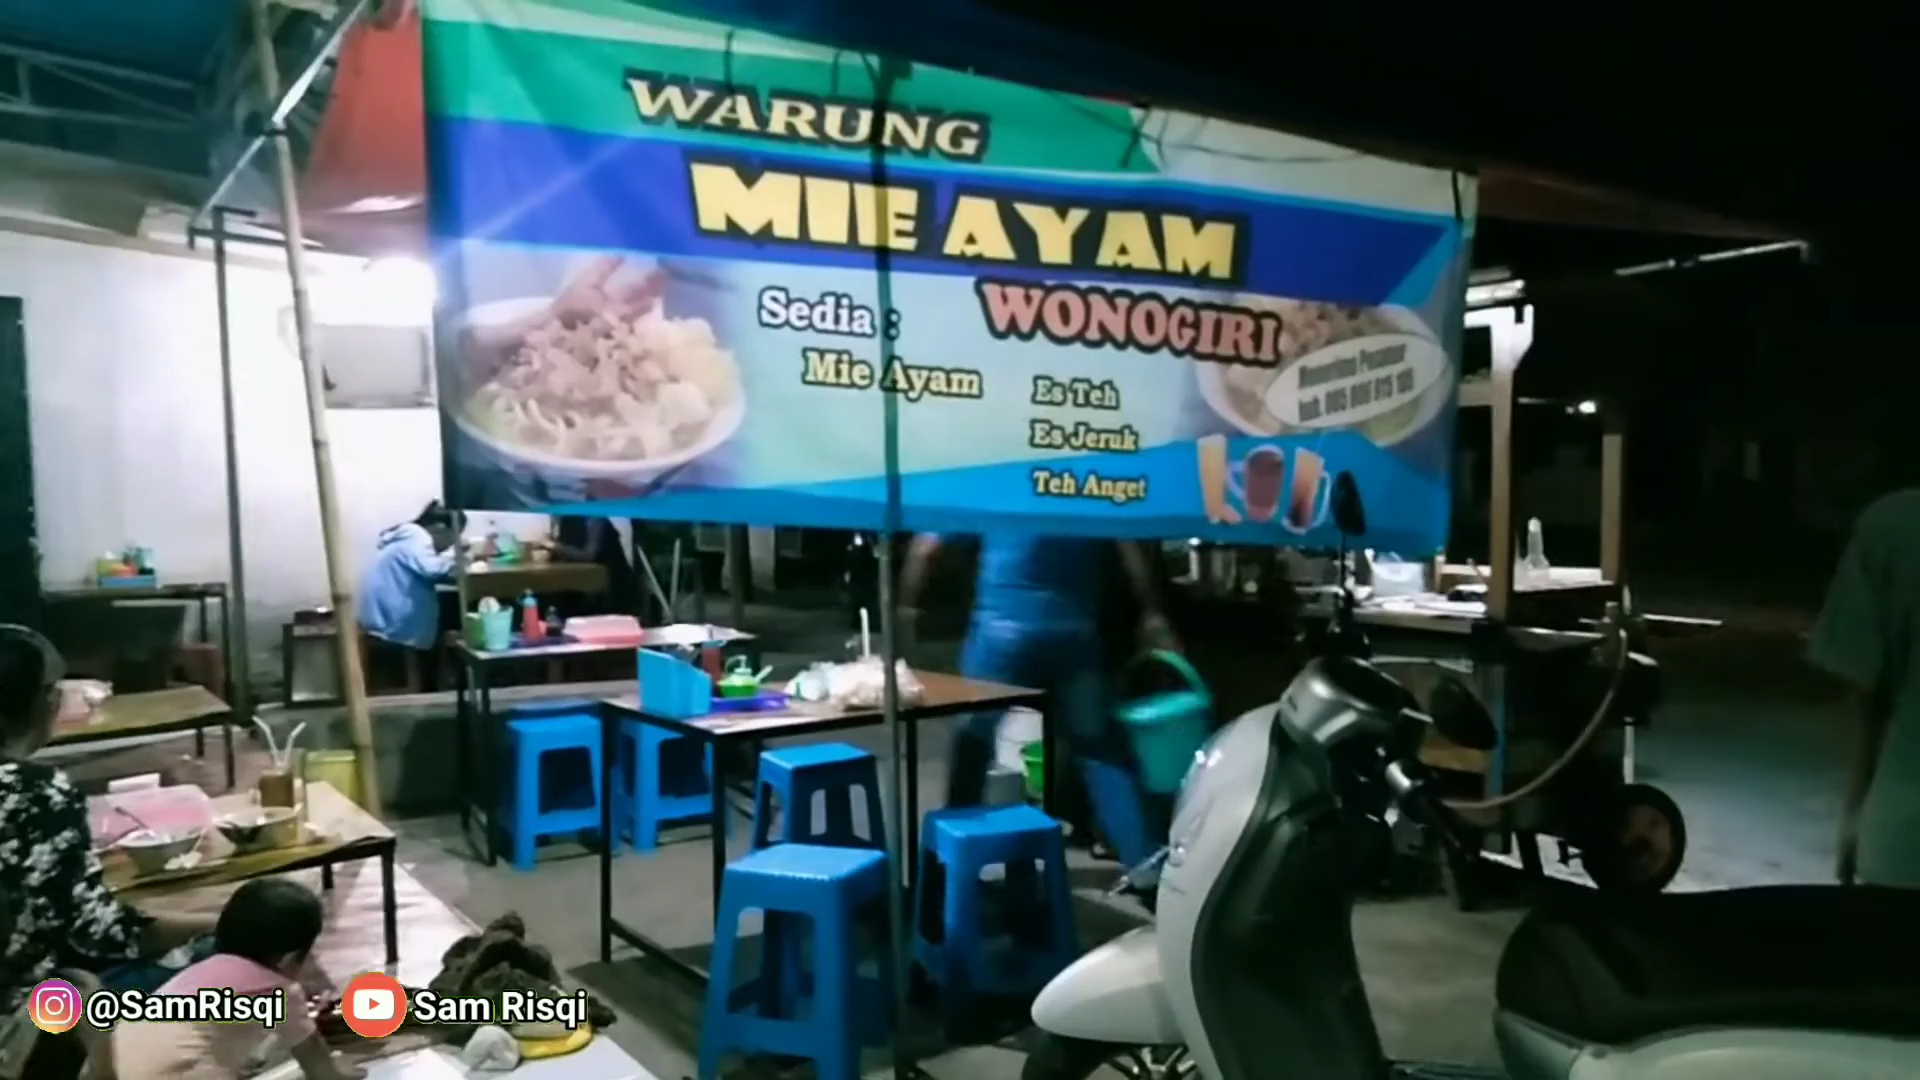 WARUNG
MIE AYAM
WONOGIRI
Sedia :
Mie Ayam
Es Teh
Es Jeruk
Teh Anget
@SamRisqi
Sam Risqi